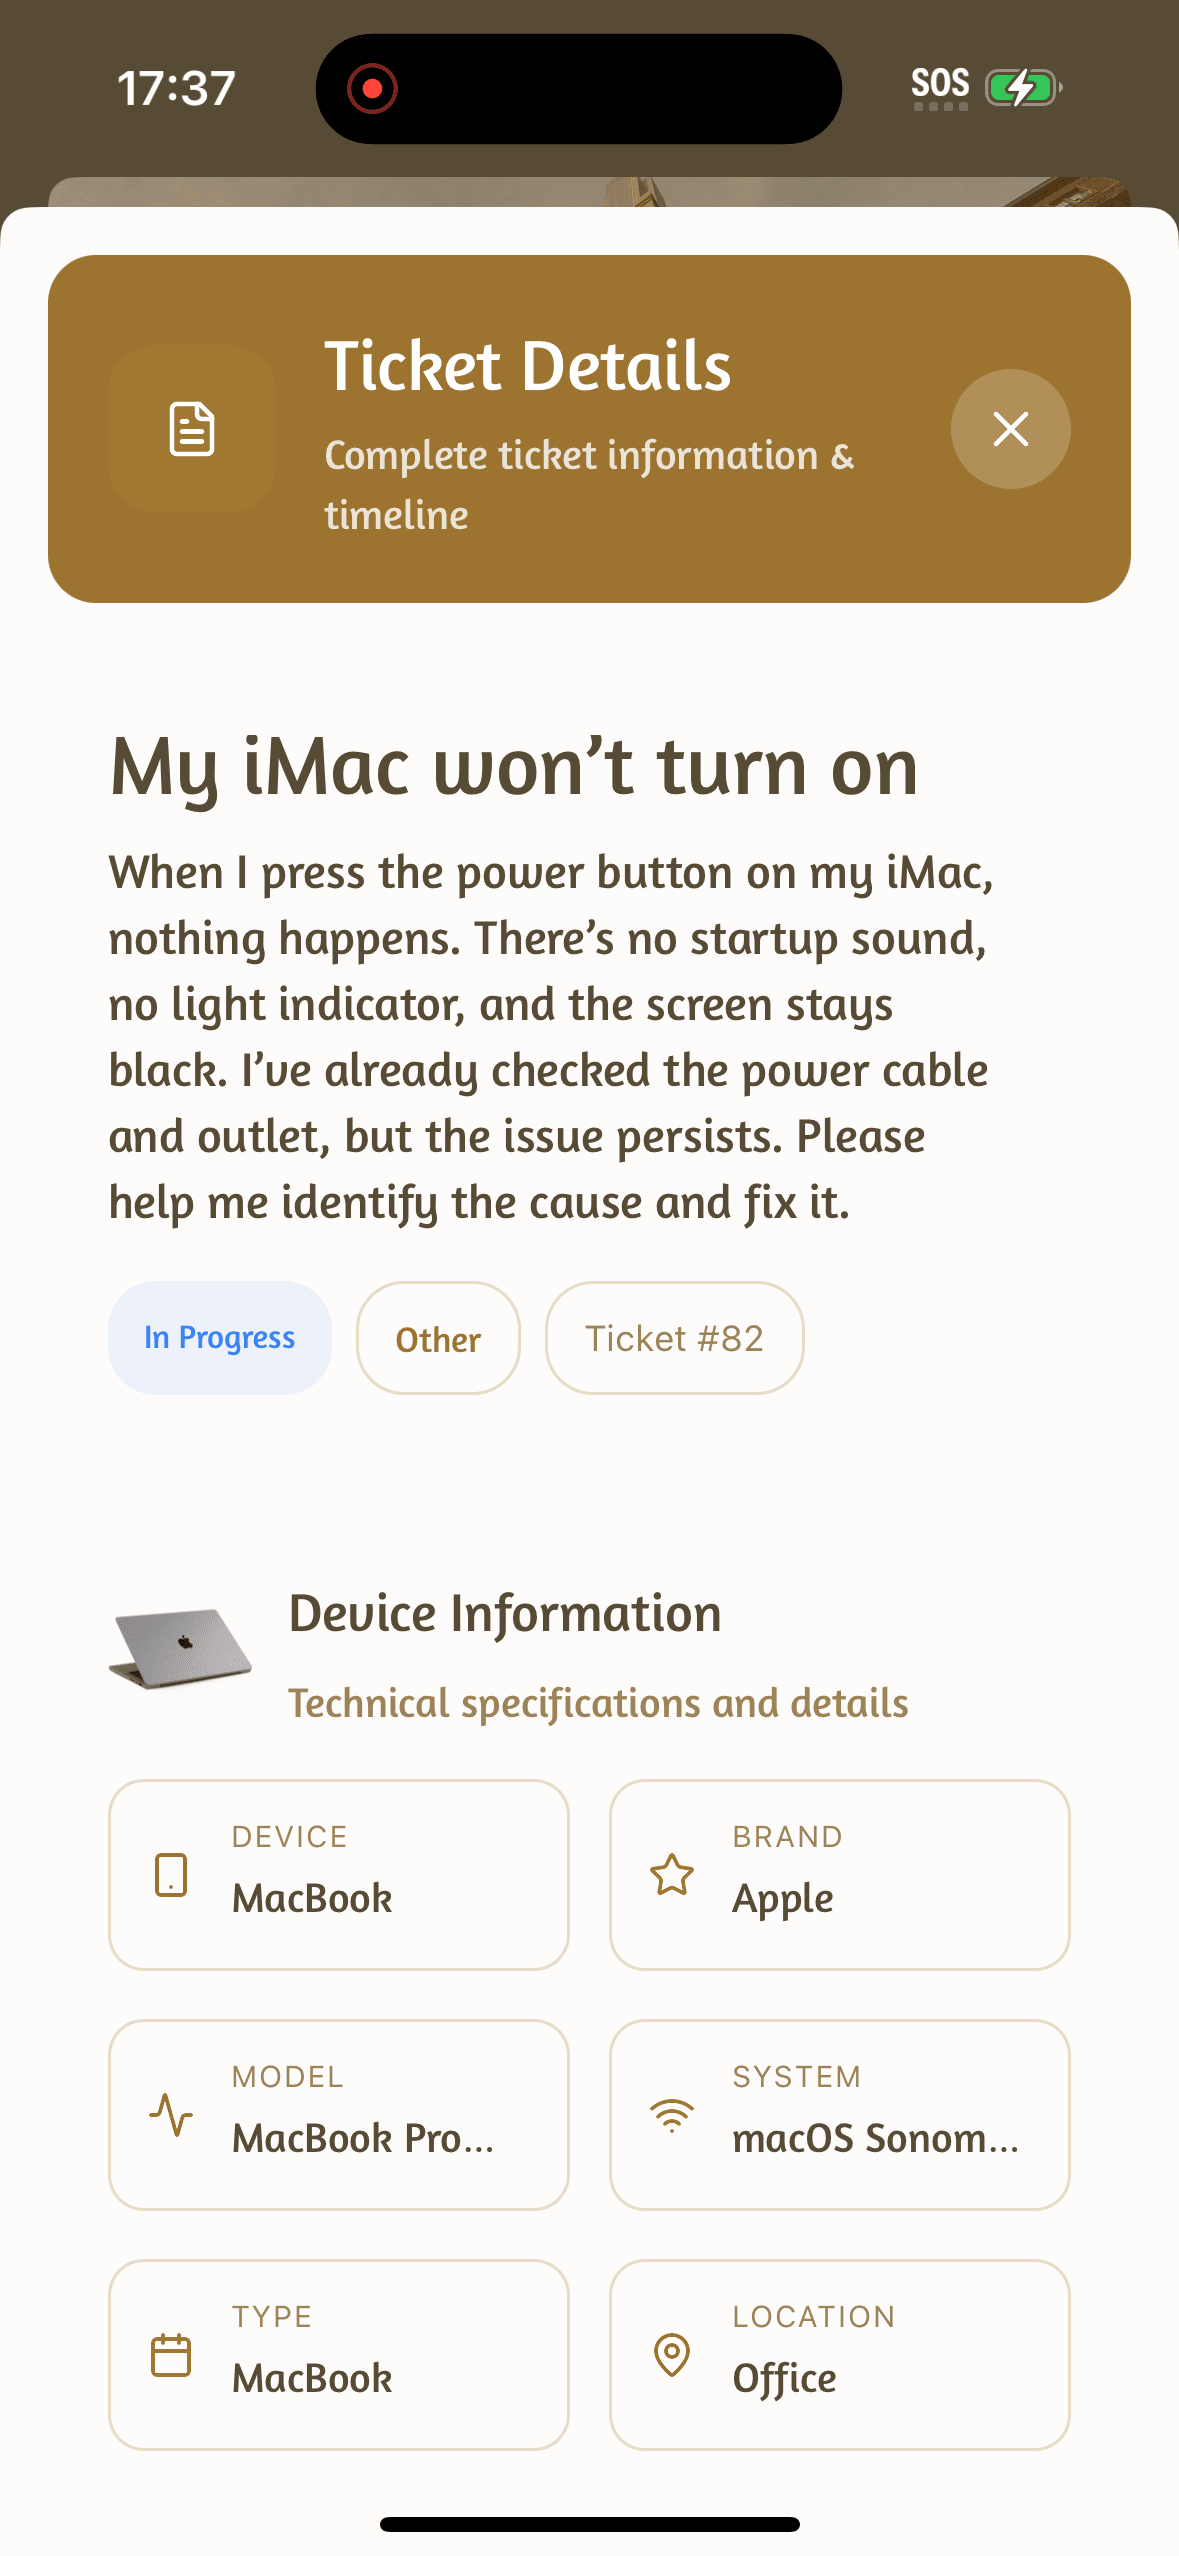 17:37
SOS
Ticket Details
Complete ticket information &
timeline
My iMac won’t turn on
When I press the power button on my iMac,
nothing happens. There’s no startup sound,
no light indicator, and the screen stays
black. I’ve already checked the power cable
and outlet, but the issue persists. Please
help me identify the cause and fix it.
In Progress
Other
Ticket #82
Device Information
Technical specifications and details
DEVICE
MacBook
BRAND
Apple
MODEL
MacBook Pro...
SYSTEM
macOS Sonom...
TYPE
MacBook
LOCATION
Office